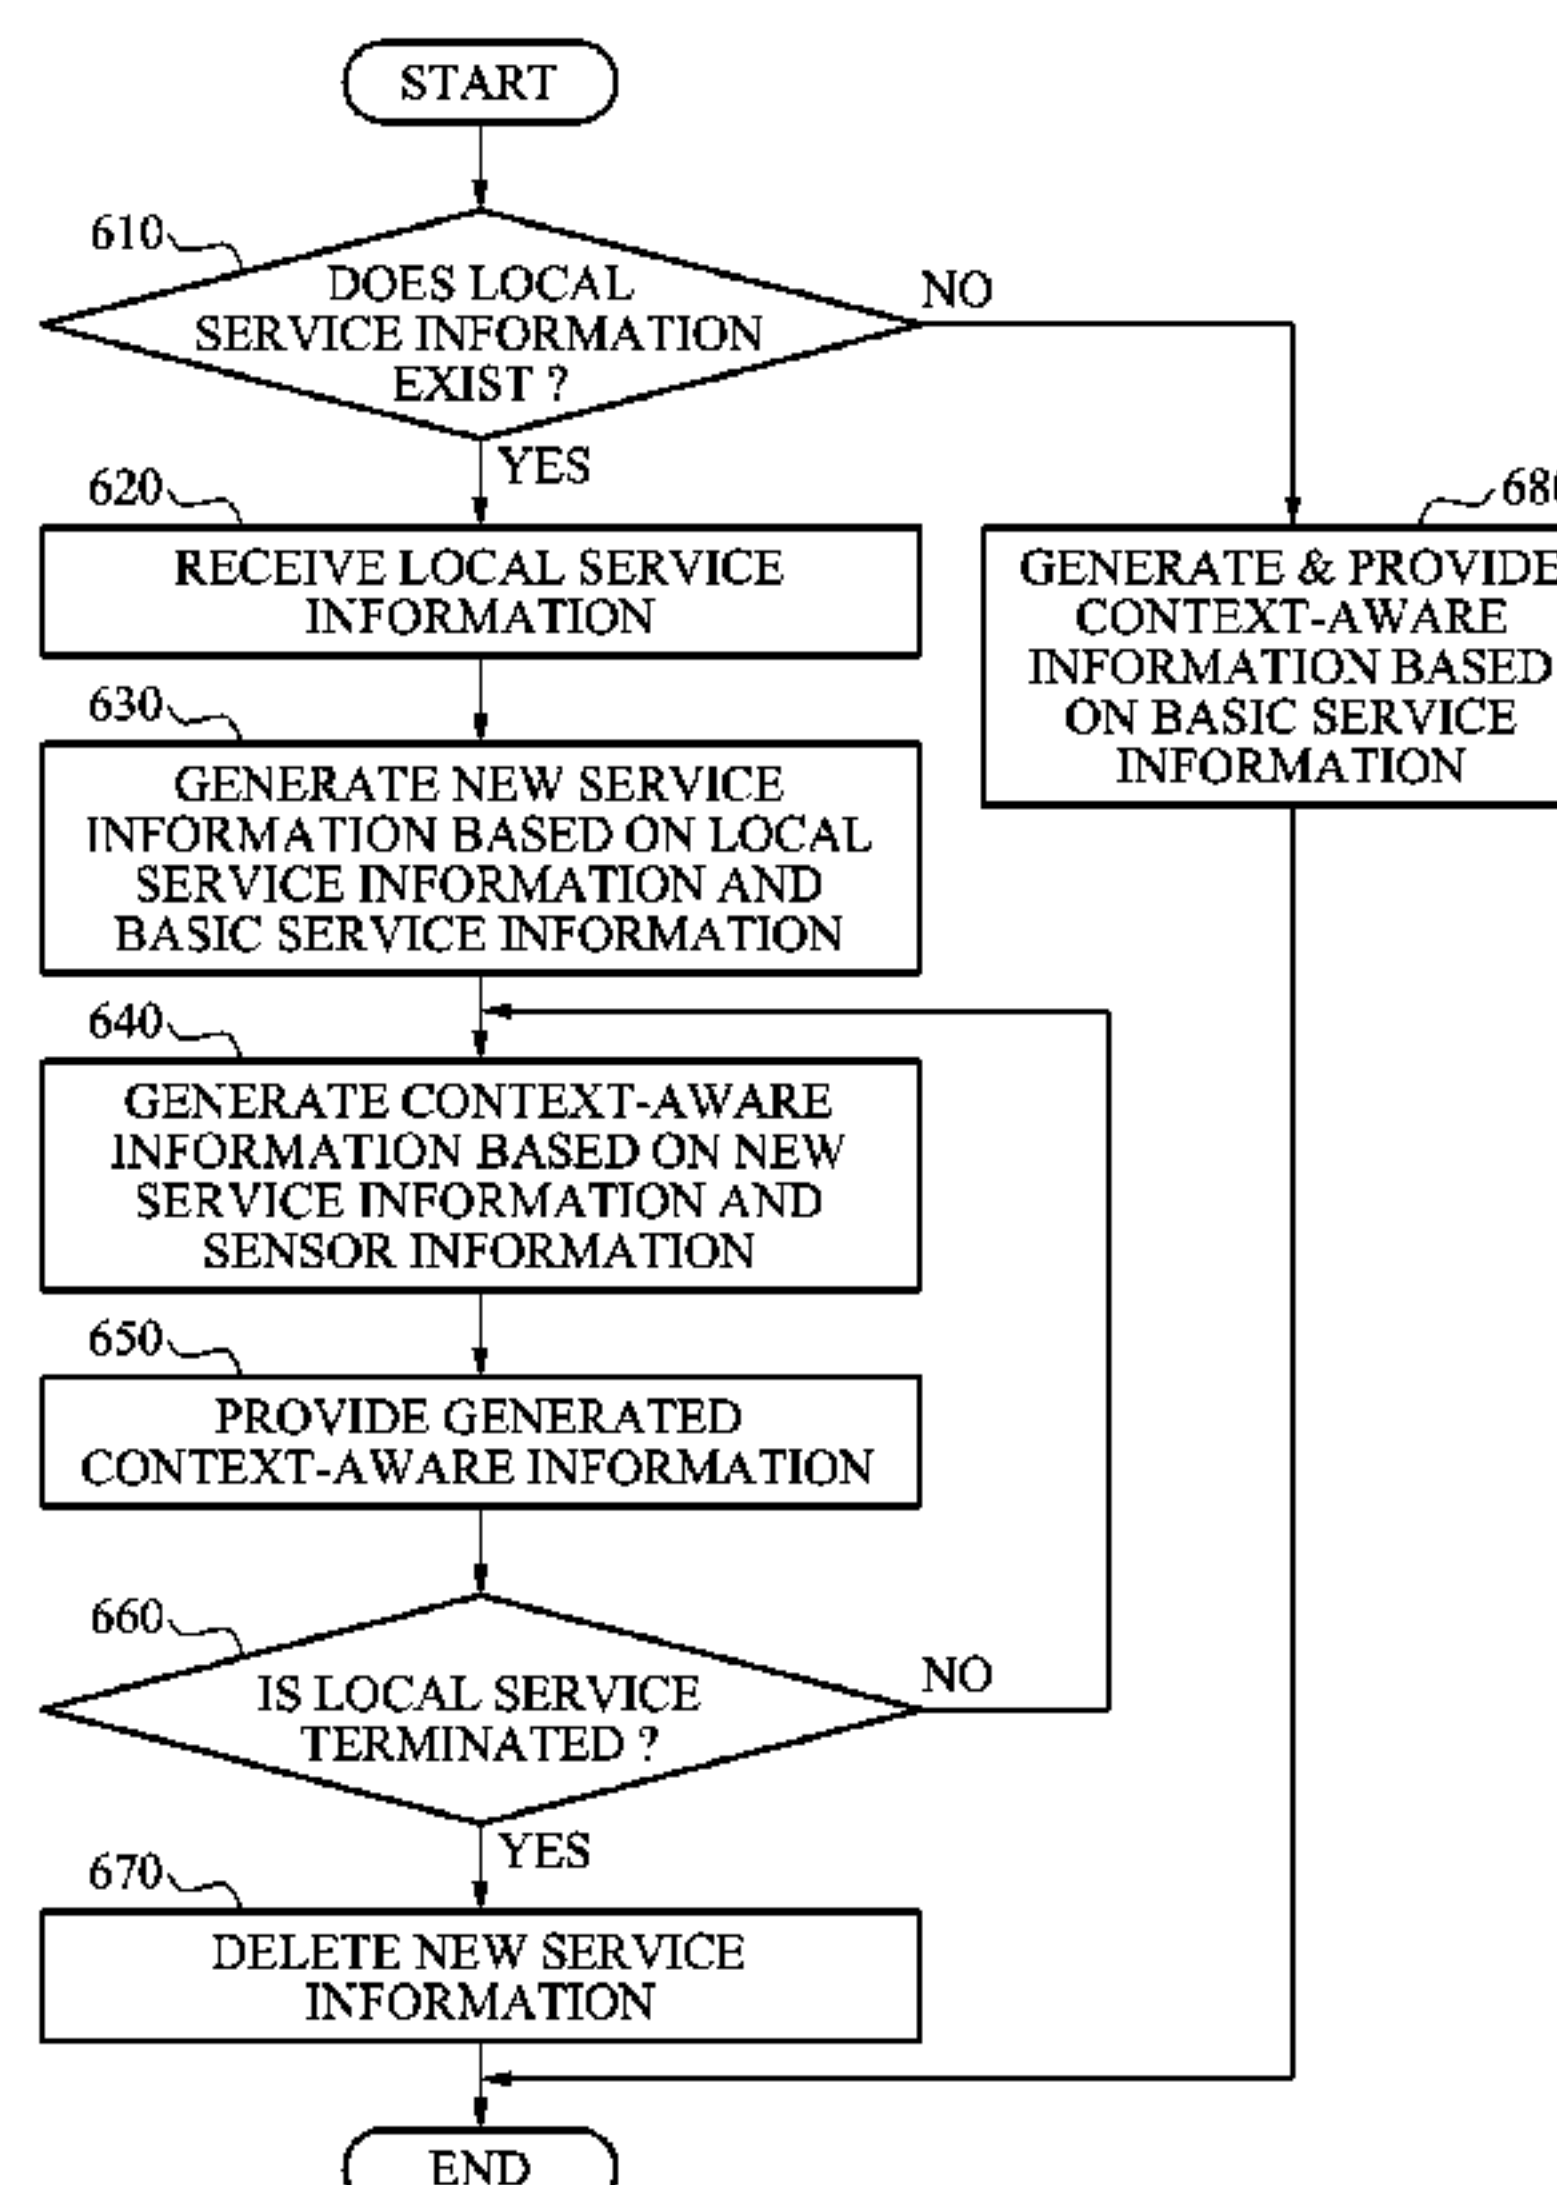 START
610
DOES LOCAL
SERVICE INFORMATION
EXIST ?
NO
YES
620
RECEIVE LOCAL SERVICE
INFORMATION
680
GENERATE & PROVIDE
CONTEXT-AWARE
INFORMATION BASED
ON BASIC SERVICE
INFORMATION
630
GENERATE NEW SERVICE
INFORMATION BASED ON LOCAL
SERVICE INFORMATION AND
BASIC SERVICE INFORMATION
640
GENERATE CONTEXT-AWARE
INFORMATION BASED ON NEW
SERVICE INFORMATION AND
SENSOR INFORMATION
650
PROVIDE GENERATED
CONTEXT-AWARE INFORMATION
660
IS LOCAL SERVICE
TERMINATED ?
NO
YES
670
DELETE NEW SERVICE
INFORMATION
END